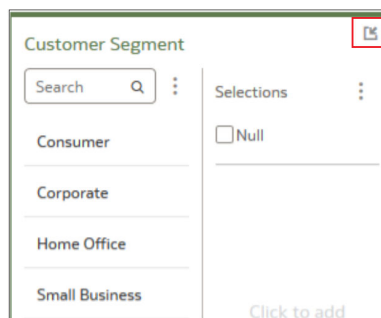 Customer Segment
Search
Selections
Null
Consumer
Corporate
Home Office
Small Business
Click to add